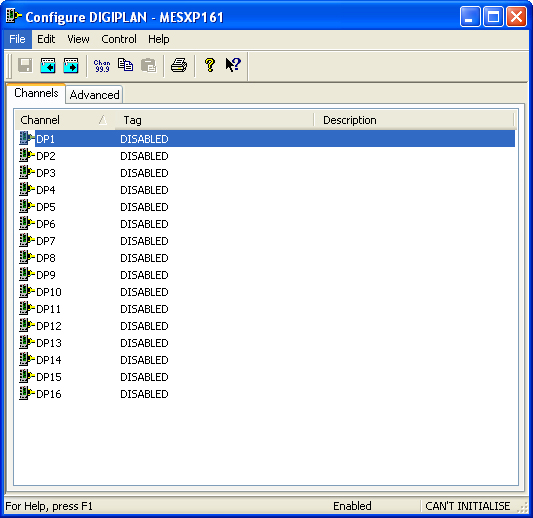 Configure DIGIPLAN - MESXP161
File Edit View Control Help
Chan
99.9
Channels Advanced
Channel Tag Description
DP1 DISABLED
DP2 DISABLED
DP3 DISABLED
DP4 DISABLED
DP5 DISABLED
DP6 DISABLED
DP7 DISABLED
DP8 DISABLED
DP9 DISABLED
DP10 DISABLED
DP11 DISABLED
DP12 DISABLED
DP13 DISABLED
DP14 DISABLED
DP15 DISABLED
DP16 DISABLED
For Help, press F1 Enabled CAN'T INITIALISE